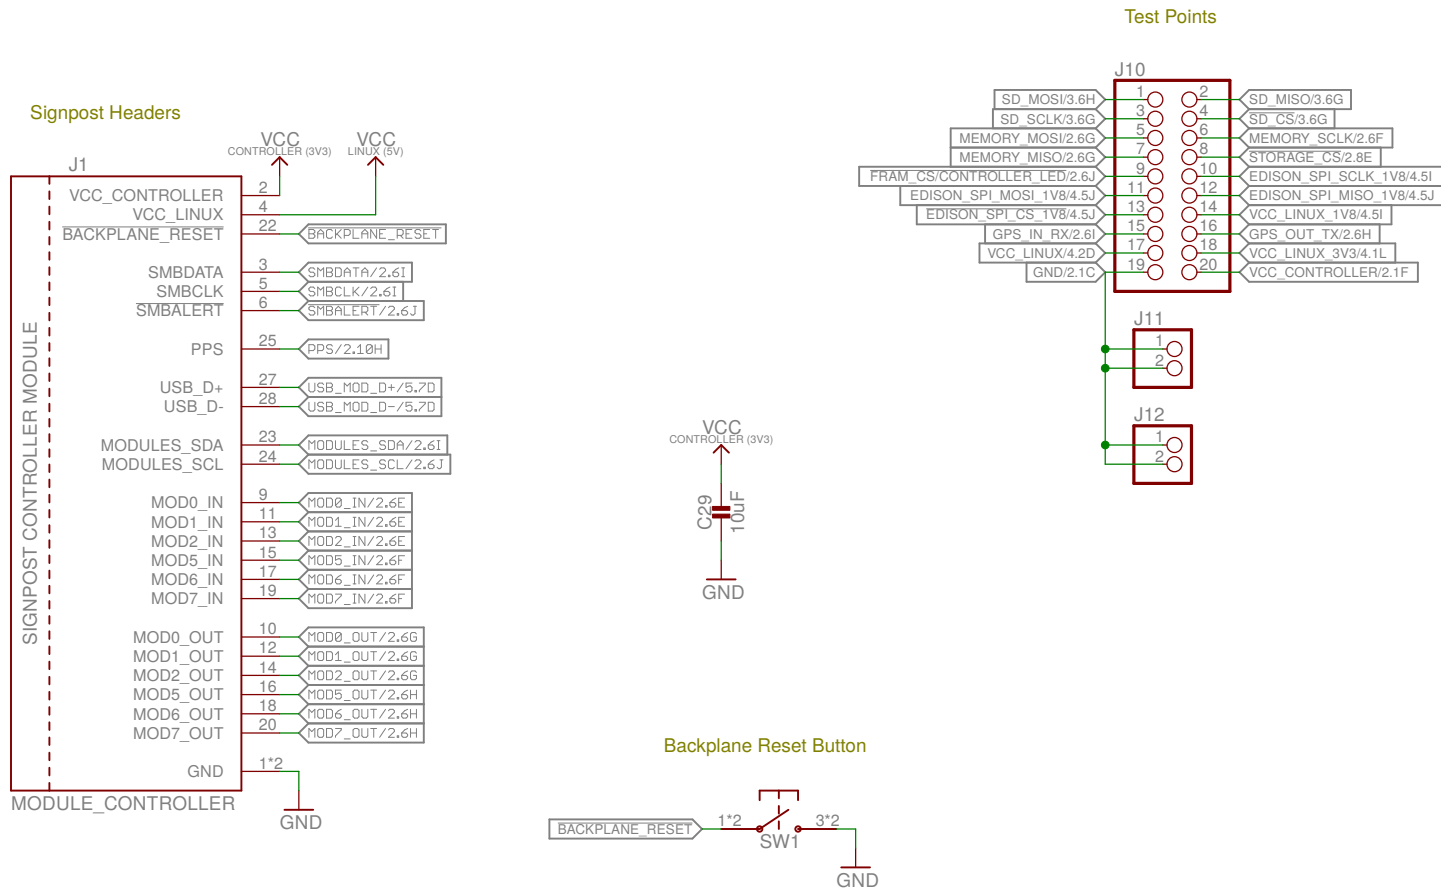 Test Points
Signpost Headers
J1
VCC
CONTROLLER (3V3)
VCC
LINUX (5V)
SIGNPOST CONTROLLER MODULE
VCC_CONTROLLER 2
VCC_LINUX 4
BACKPLANE_RESET 22 BACKPLANE_RESET
SMBDATA 3 SMBDATA/2.6I
SMBCLK 5 SMBCLK/2.6I
SMBALERT 6 SMBALERT/2.6J
PPS 25 PPS/2.10H
USB_D+ 27 USB_MOD_D+/5.7D
USB_D- 28 USB_MOD_D-/5.7D
MODULES_SDA 23 MODULES_SDA/2.6I
MODULES_SCL 24 MODULES_SCL/2.6J
MOD0_IN 9 MOD0_IN/2.6E
MOD1_IN 11 MOD1_IN/2.6E
MOD2_IN 13 MOD2_IN/2.6E
MOD5_IN 15 MOD5_IN/2.6F
MOD6_IN 17 MOD6_IN/2.6F
MOD7_IN 19 MOD7_IN/2.6F
MOD0_OUT 10 MOD0_OUT/2.6G
MOD1_OUT 12 MOD1_OUT/2.6G
MOD2_OUT 14 MOD2_OUT/2.6G
MOD5_OUT 16 MOD5_OUT/2.6H
MOD6_OUT 18 MOD6_OUT/2.6H
MOD7_OUT 20 MOD7_OUT/2.6H
GND 1*2
MODULE_CONTROLLER
GND
J10
SD_MOSI/3.6H 1 2 SD_MISO/3.6G
SD_SCLK/3.6G 3 4 SD_CS/3.6G
MEMORY_MOSI/2.6G 5 6 MEMORY_SCLK/2.6F
MEMORY_MISO/2.6G 7 8 STORAGE_CS/2.8E
FRAM_CS/CONTROLLER_LED/2.6J 9 10 EDISON_SPI_SCLK_1V8/4.5I
EDISON_SPI_MOSI_1V8/4.5J 11 12 EDISON_SPI_MISO_1V8/4.5J
EDISON_SPI_CS_1V8/4.5J 13 14 VCC_LINUX_1V8/4.5I
GPS_IN_RX/2.6I 15 16 GPS_OUT_TX/2.6H
VCC_LINUX/4.2D 17 18 VCC_LINUX_3V3/4.1L
GND/2.1C 19 20 VCC_CONTROLLER/2.1F
J11
1
2
J12
1
2
VCC
CONTROLLER (3V3)
C29
10uF
GND
Backplane Reset Button
BACKPLANE_RESET 1*2 3*2
SW1
GND